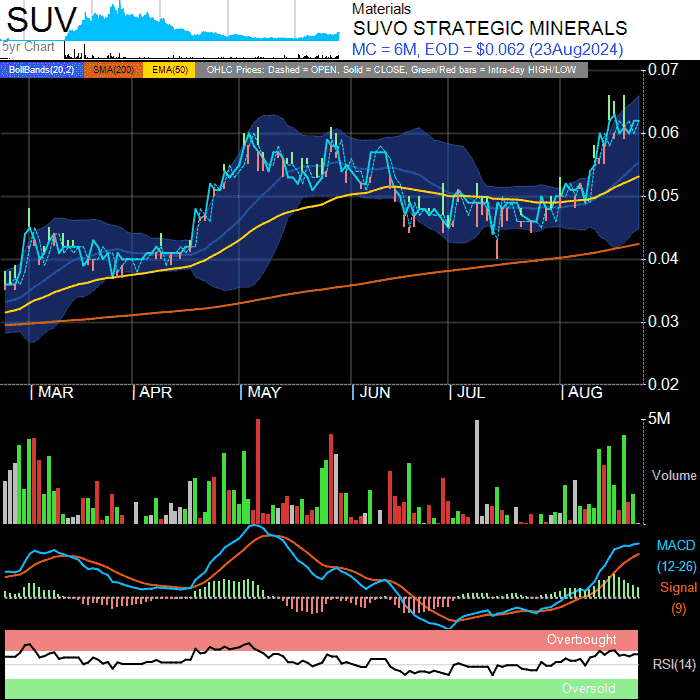 SUV
5yr Chart
Materials
SUVO STRATEGIC MINERALS
MC = 6M, EOD = $0.062 (23Aug2024)
BollBands(20,2) SMA(200) EMA(50) OHLC Prices: Dashed = OPEN, Solid = CLOSE, Green/Red bars = Intra-day HIGH/LOW
0.07
0.06
0.05
0.04
0.03
0.02
MAR APR MAY JUN JUL AUG
5M
Volume
MACD
(12-26)
Signal
(9)
Overbought
RSI(14)
Oversold